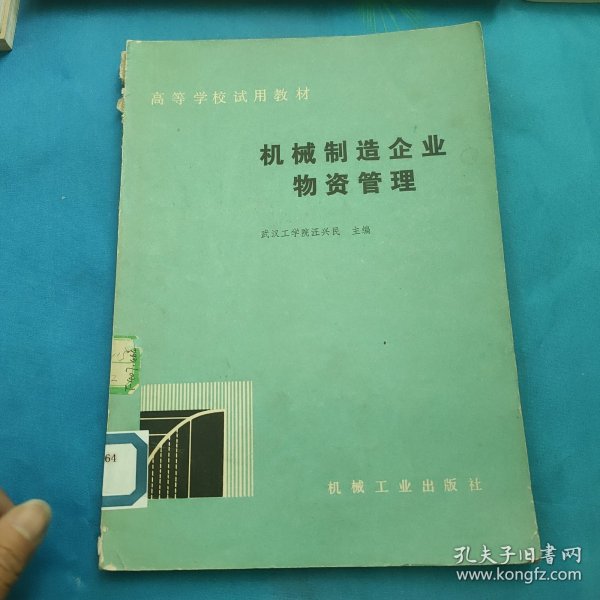 高等学校试用教材
机械制造企业
物资管理
武汉工学院汪兴民 主编
64
机械工业出版社
孔夫子旧书网
www.kongfz.com